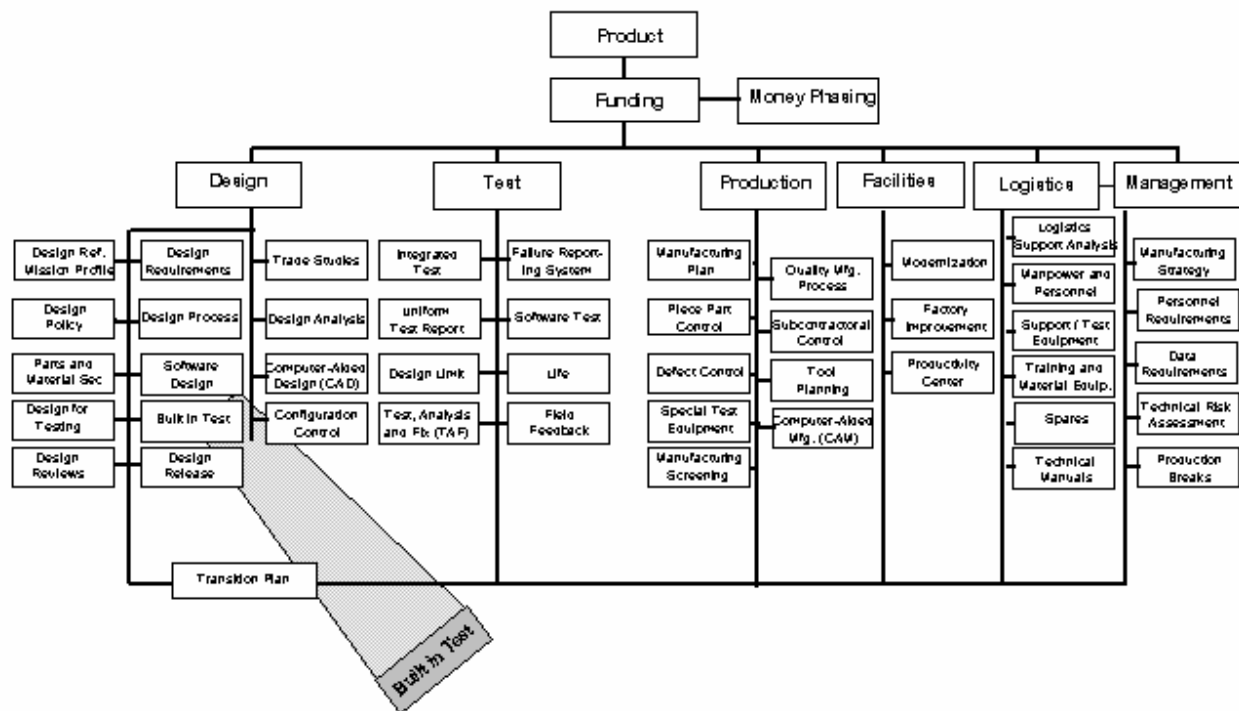 Product
Funding
Money Phasing
Design
Test
Production
Facilities
Logistics
Management
Design Ref.
Mission Profile
Design
Requirements
Trade Studies
Design
Policy
Design Process
Design Analysis
Parts and
Material Sec
Software
Design
Computer-Aided
Design (CAD)
Design for
Testing
Built in Test
Configuration
Control
Design
Reviews
Design
Release
Integrated
Test
Failure Report-
ing System
Uniform
Test Report
Software Test
Design Limit
Life
Test, Analysis
and Fix (TAF)
Field
Feedback
Manufacturing
Plan
Quality Mfg.
Process
Piece Part
Control
Subcontractoral
Control
Defect Control
Tool
Planning
Special Test
Equipment
Computer-Aided
Mfg. (CAM)
Manufacturing
Screening
Modernization
Factory
Improvement
Productivity
Center
Logistics
Support Analysis
Manpower and
Personnel
Support / Test
Equipment
Training and
Material Equip.
Spares
Technical
Manuals
Manufacturing
Strategy
Personnel
Requirements
Data
Requirements
Technical Risk
Assessment
Production
Breaks
Transition Plan
Built in Test